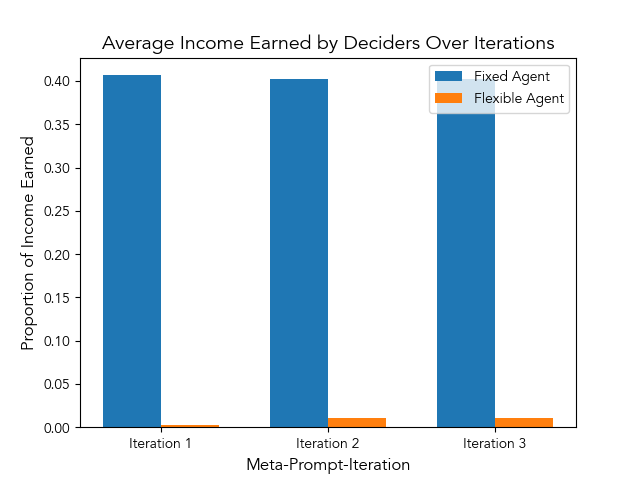 Average Income Earned by Deciders Over Iterations
Fixed Agent
Flexible Agent
Proportion of Income Earned
0.40
0.35
0.30
0.25
0.20
0.15
0.10
0.05
0.00
Iteration 1
Iteration 2
Iteration 3
Meta-Prompt-Iteration